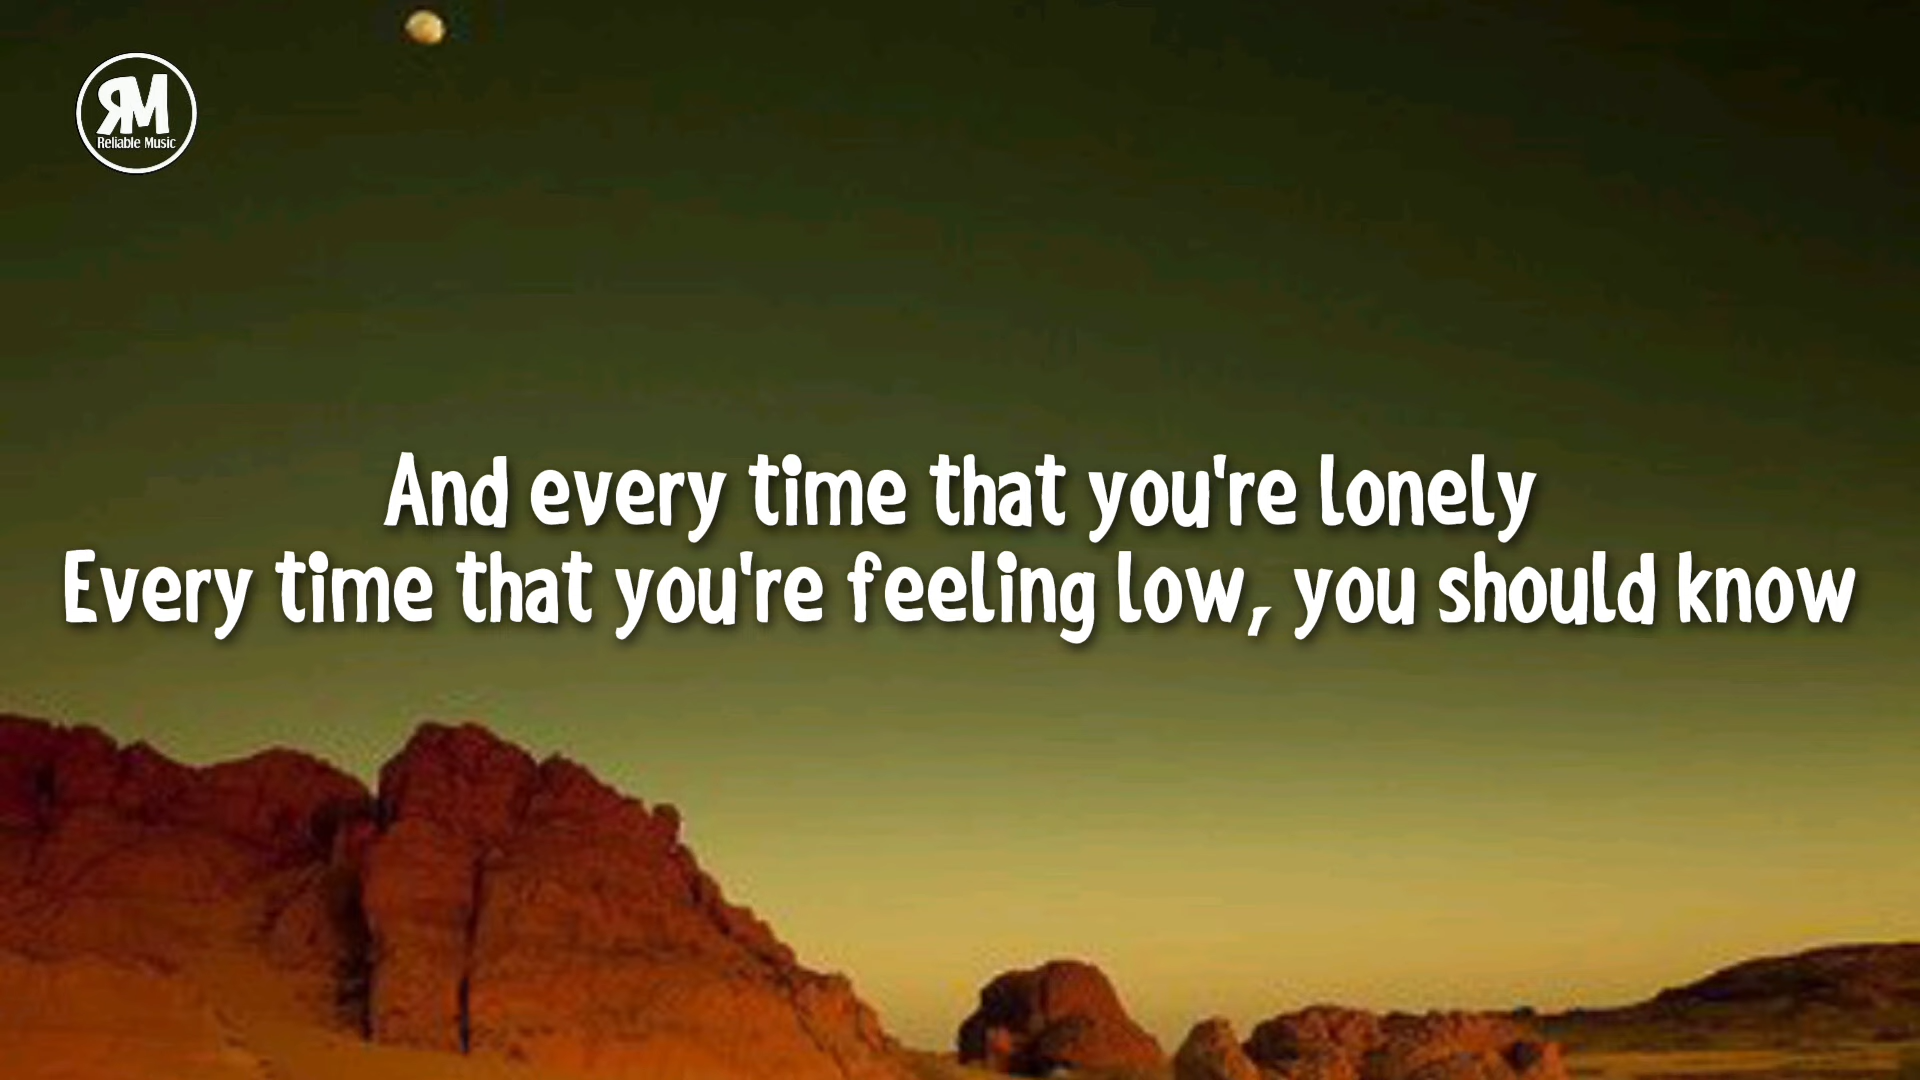 RM
Reliable Music
And every time that you're lonely
Every time that you're feeling low, you should know